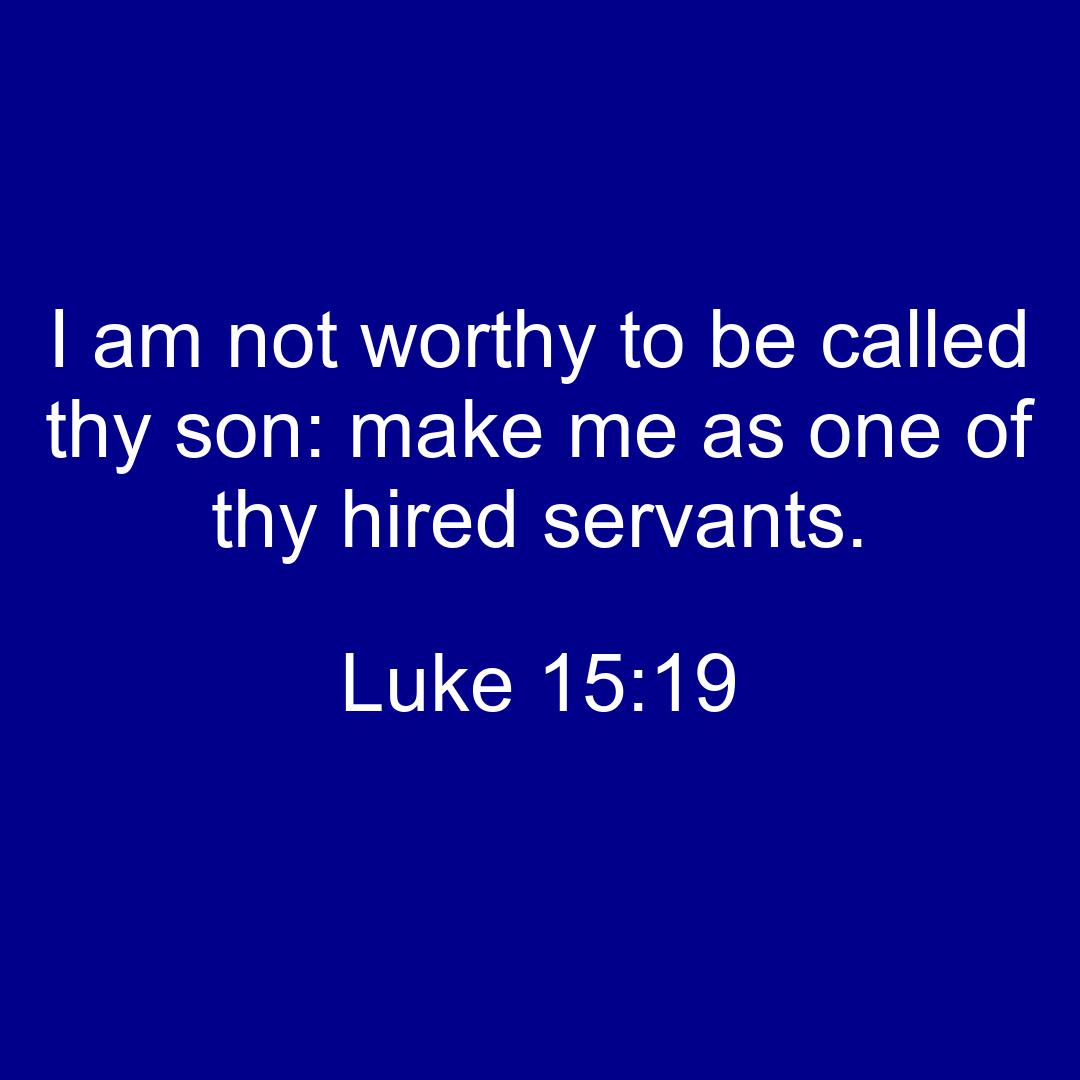 I am not worthy to be called
thy son: make me as one of
thy hired servants.
Luke 15:19